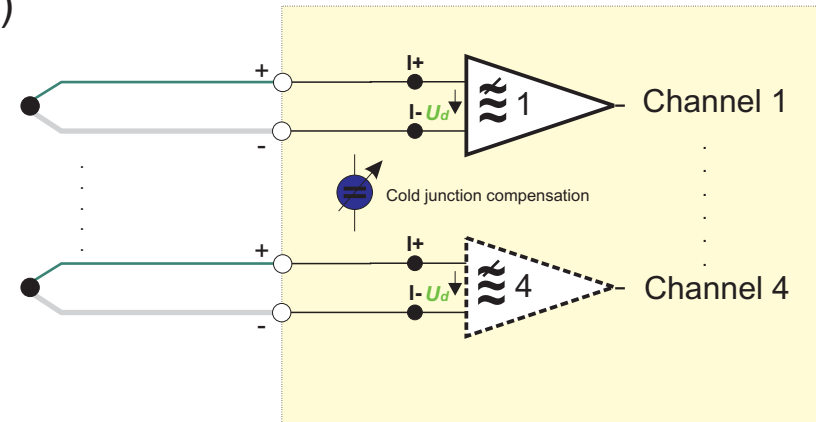 )
+ I+
I- Ud 1 Channel 1
-
Cold junction compensation
+ I+
I- Ud 4 Channel 4
-